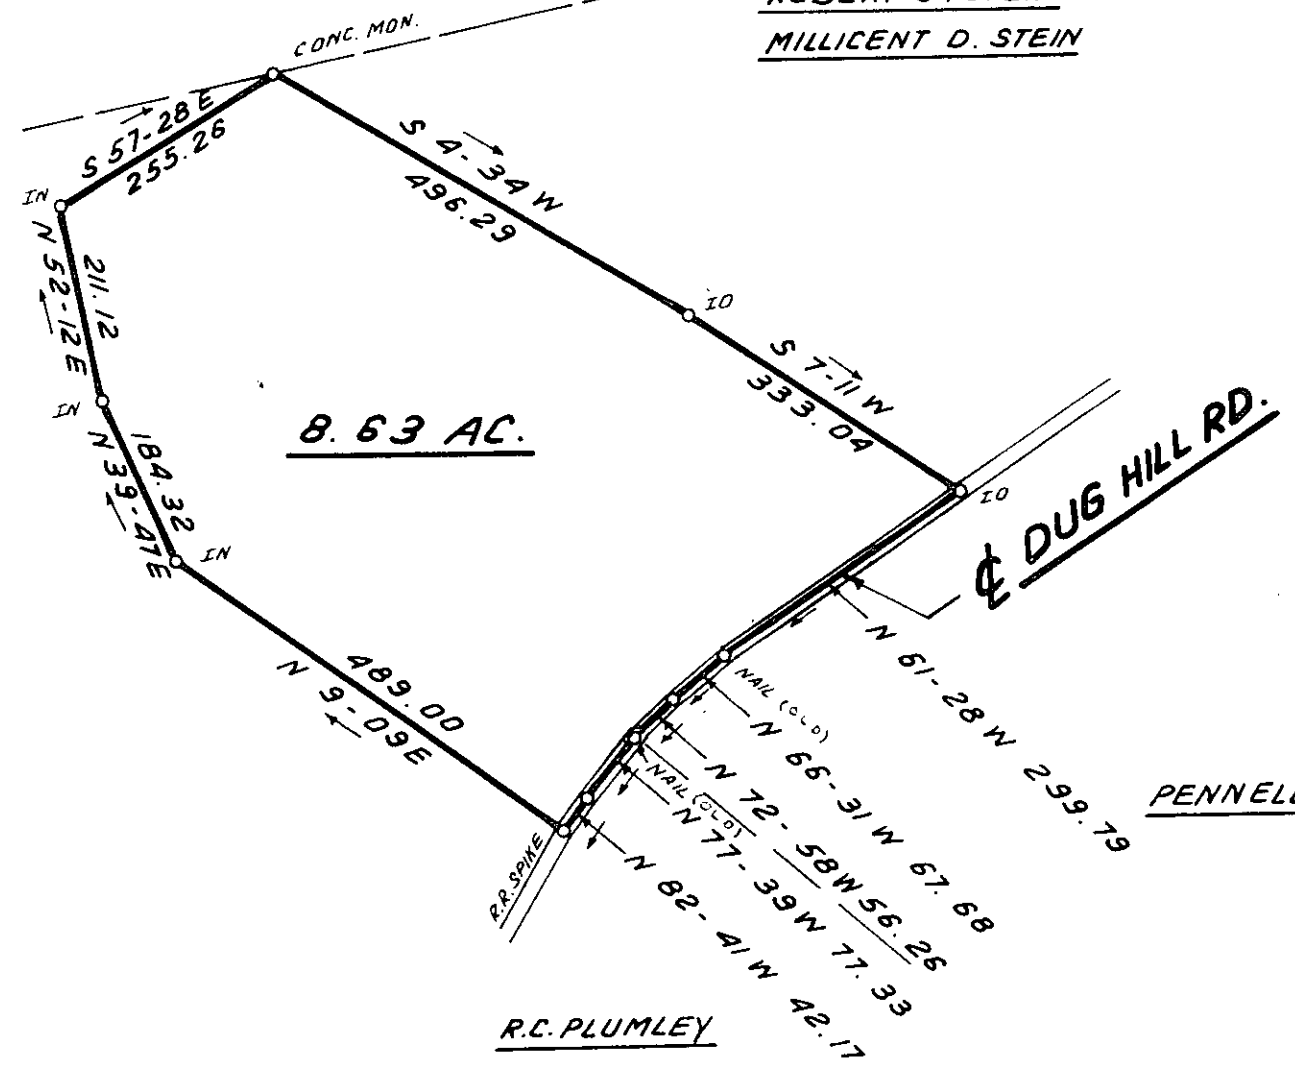 MILLICENT D. STEIN
CONC. MON.
S 57-28 E
255.26
IN
S 4-34 W
496.29
N 52-12 E
211.12
IO
S 7-11 W
333.04
IN
8.63 AC.
N 39-47 E
184.32
IN
IO
℄ DUG HILL RD.
N 9-09 E
489.00
N 61-28 W 299.79
NAIL (OLD)
N 66-31 W 67.68
N 72-58 W 56.26
NAIL (OLD)
N 77-39 W 77.33
N 82-41 W 42.17
R.R. SPIKE
PENNELL
R.C. PLUMLEY